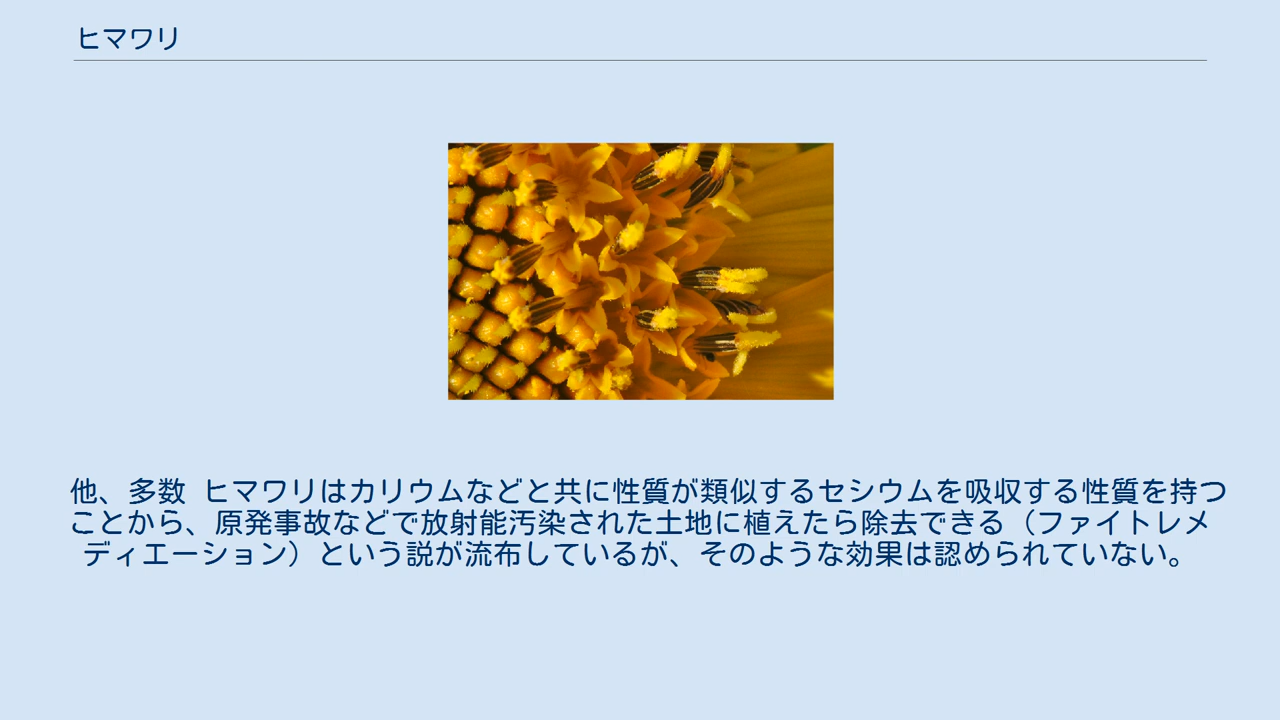 ヒマワリ
他、多数 ヒマワリはカリウムなどと共に性質が類似するセシウムを吸収する性質を持つ
ことから、原発事故などで放射能汚染された土地に植えたら除去できる（ファイトレメ
ディエーション）という説が流布しているが、そのような効果は認められていない。